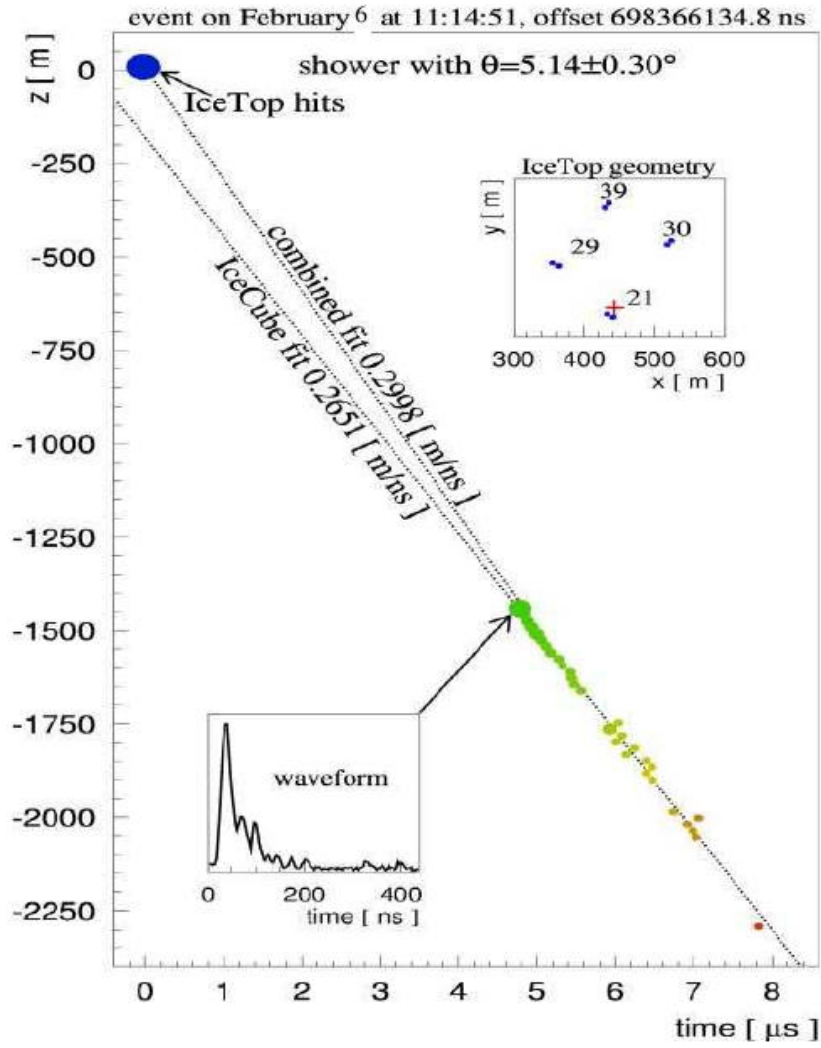 event on February 6 at 11:14:51, offset 698366134.8 ns
shower with θ=5.14±0.30°
z [ m ]
IceTop hits
IceTop geometry
y [ m ]
39
30
29
21
300 400 500 600
x [ m ]
combined fit 0.2998 [ m/ns ]
IceCube fit 0.2651 [ m/ns ]
0
-250
-500
-750
-1000
-1250
-1500
-1750
-2000
-2250
waveform
0 200 400
time [ ns ]
0 1 2 3 4 5 6 7 8
time [ μs ]